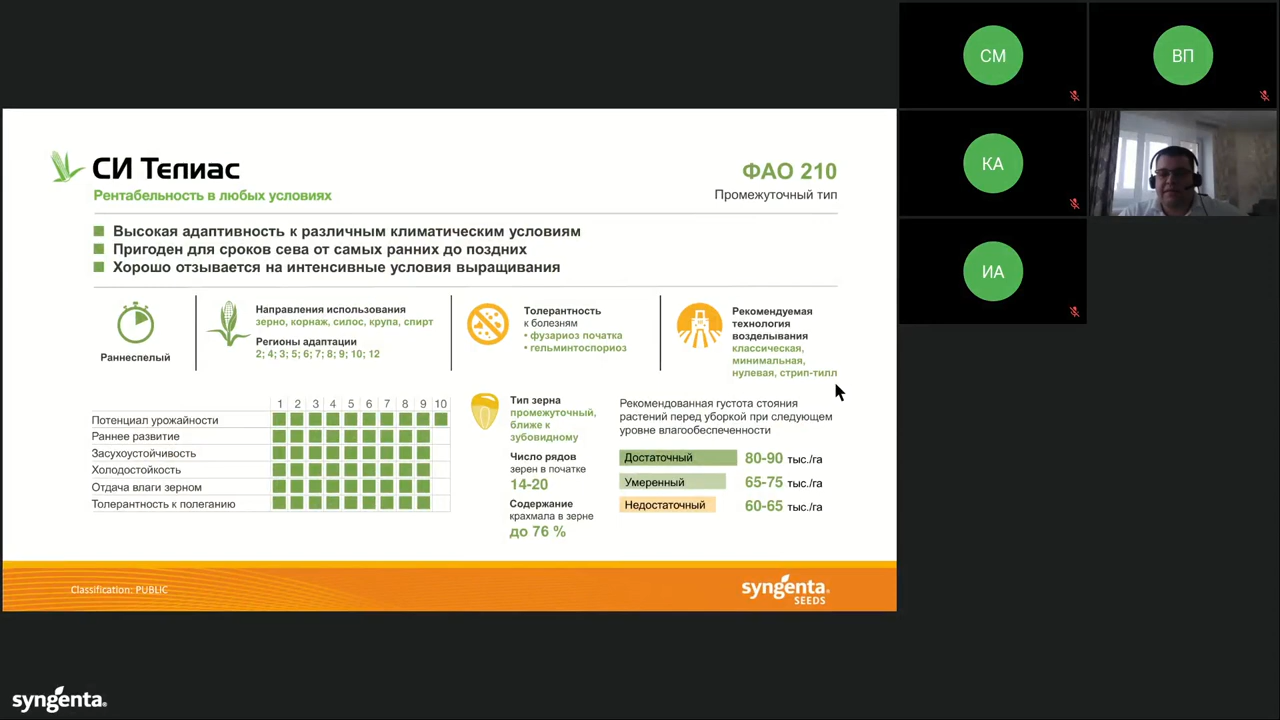 СИ Телиас
Рентабельность в любых условиях
ФАО 210
Промежуточный тип
Высокая адаптивность к различным климатическим условиям
Пригоден для сроков сева от самых ранних до поздних
Хорошо отзывается на интенсивные условия выращивания
Раннеспелый
Направления использования
зерно, корнаж, силос, крупа, спирт
Регионы адаптации
2; 4; 3; 5; 6; 7; 8; 9; 10; 12
Толерантность
к болезням
• фузариоз початка
• гельминтоспориоз
Рекомендуемая
технология
возделывания
классическая,
минимальная,
нулевая, стрип-тилл
1 2 3 4 5 6 7 8 9 10
Потенциал урожайности
Раннее развитие
Засухоустойчивость
Холодостойкость
Отдача влаги зерном
Толерантность к полеганию
Тип зерна
промежуточный,
ближе к
зубовидному
Число рядов
зерен в початке
14-20
Содержание
крахмала в зерне
до 76 %
Рекомендованная густота стояния
растений перед уборкой при следующем
уровне влагообеспеченности
Достаточный 80-90 тыс./га
Умеренный 65-75 тыс./га
Недостаточный 60-65 тыс./га
Classification: PUBLIC
syngenta
SEEDS
СМ
ВП
КА
ИА
syngenta